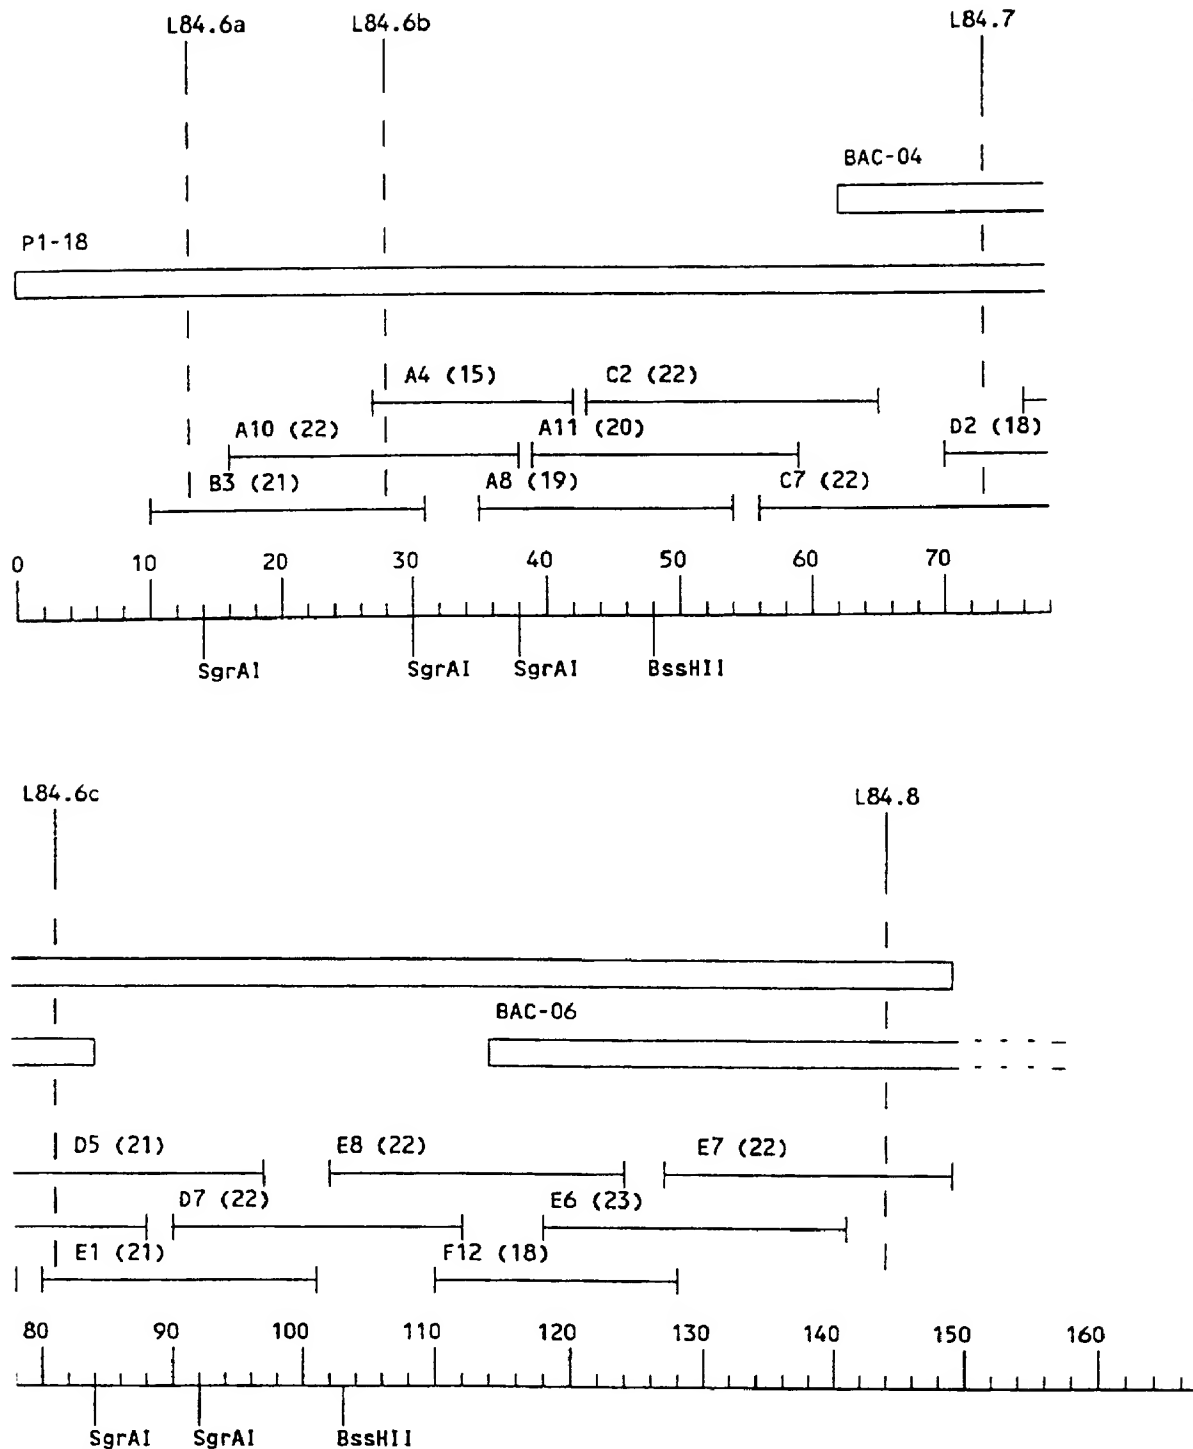 L84.6a L84.6b L84.7
BAC-04
P1-18
A4 (15) C2 (22)
A10 (22) A11 (20) D2 (18)
B3 (21) A8 (19) C7 (22)
0 10 20 30 40 50 60 70
SgrAI SgrAI SgrAI BssHII
L84.6c L84.8
BAC-06
D5 (21) E8 (22) E7 (22)
D7 (22) E6 (23)
E1 (21) F12 (18)
80 90 100 110 120 130 140 150 160
SgrAI SgrAI BssHII